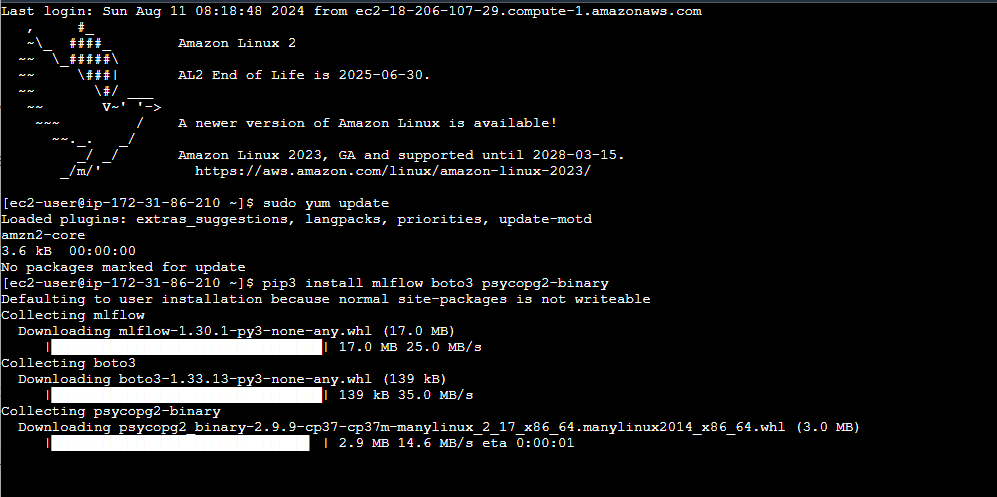 Last login: Sun Aug 11 08:18:48 2024 from ec2-18-206-107-29.compute-1.amazonaws.com
   ,     #_
   ~\_  ####_        Amazon Linux 2
  ~~  \_#####\
  ~~     \###|       AL2 End of Life is 2025-06-30.
  ~~       \#/ ___
   ~~       V~' '->
    ~~~         /    A newer version of Amazon Linux is available!
      ~~._.   _/
         _/ _/       Amazon Linux 2023, GA and supported until 2028-03-15.
       _/m/'           https://aws.amazon.com/linux/amazon-linux-2023/
[ec2-user@ip-172-31-86-210 ~]$ sudo yum update
Loaded plugins: extras_suggestions, langpacks, priorities, update-motd
amzn2-core
3.6 kB  00:00:00
No packages marked for update
[ec2-user@ip-172-31-86-210 ~]$ pip3 install mlflow boto3 psycopg2-binary
Defaulting to user installation because normal site-packages is not writeable
Collecting mlflow
  Downloading mlflow-1.30.1-py3-none-any.whl (17.0 MB)
     |████████████████████████████████| 17.0 MB 25.0 MB/s
Collecting boto3
  Downloading boto3-1.33.13-py3-none-any.whl (139 kB)
     |████████████████████████████████| 139 kB 35.0 MB/s
Collecting psycopg2-binary
  Downloading psycopg2_binary-2.9.9-cp37-cp37m-manylinux_2_17_x86_64.manylinux2014_x86_64.whl (3.0 MB)
     |██████████████████████████████▌ | 2.9 MB 14.6 MB/s eta 0:00:01